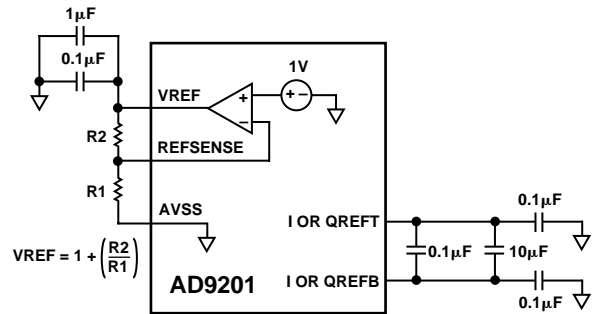 1µF
0.1µF
1V
VREF
+
–
+ –
R2
REFSENSE
R1
AVSS
VREF = 1 + (R2/R1)
AD9201
I OR QREFT
0.1µF
0.1µF
10µF
I OR QREFB
0.1µF